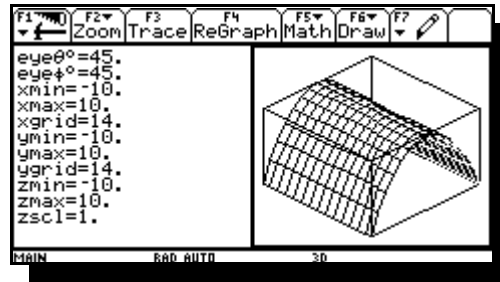 F1 F2 F3 F4 F5 F6 F7
Zoom Trace ReGraph Math Draw
eyeθ°=45.
eyeϕ°=45.
xmin=-10.
xmax=10.
xgrid=14.
ymin=-10.
ymax=10.
ygrid=14.
zmin=-10.
zmax=10.
zscl=1.
MAIN RAD AUTO 3D